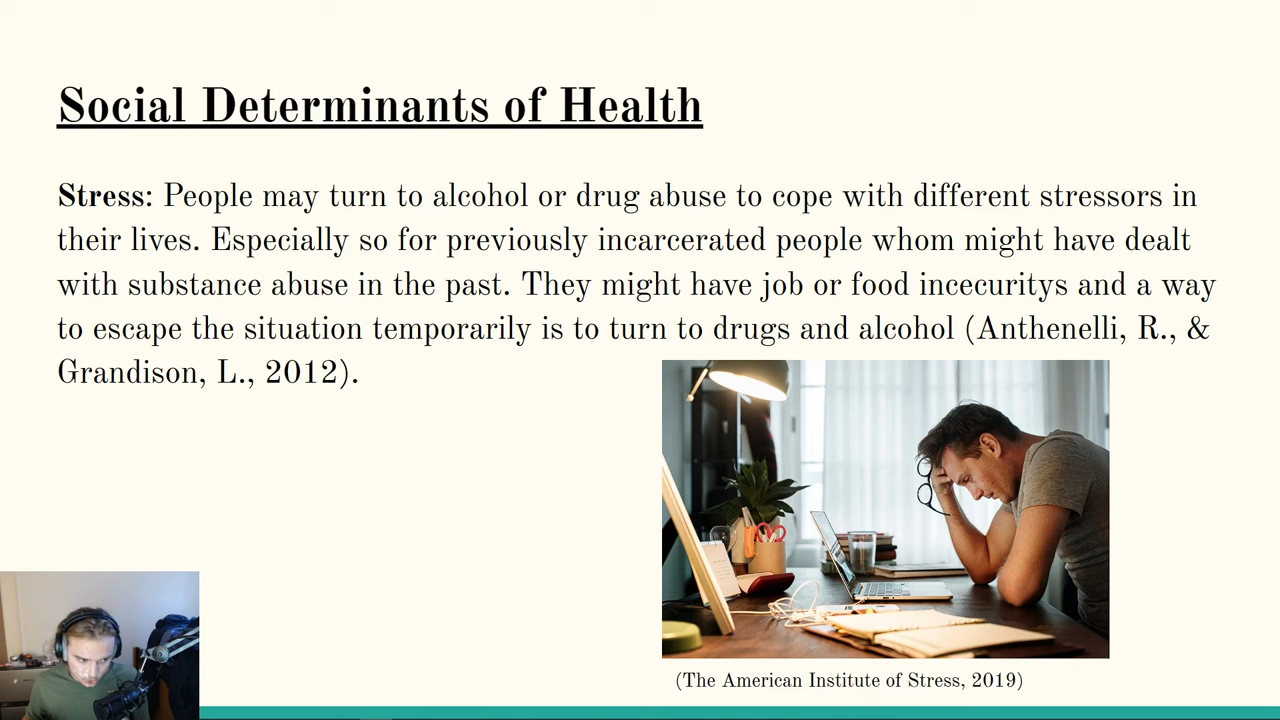 Social Determinants of Health
Stress: People may turn to alcohol or drug abuse to cope with different stressors in
their lives. Especially so for previously incarcerated people whom might have dealt
with substance abuse in the past. They might have job or food incecuritys and a way
to escape the situation temporarily is to turn to drugs and alcohol (Anthenelli, R., &
Grandison, L., 2012).
(The American Institute of Stress, 2019)